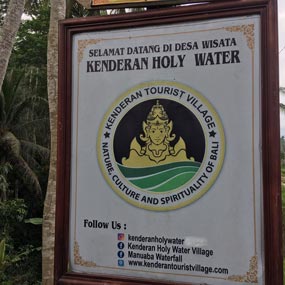 SELAMAT DATANG DI DESA WISATA
KENDERAN HOLY WATER
KENDERAN TOURIST VILLAGE
NATURE, CULTURE AND SPIRITUALITY OF BALI
Follow Us :
kenderanholywater
Kenderan Holy Water Village
Manuaba Waterfall
www.kenderantouristvillage.com